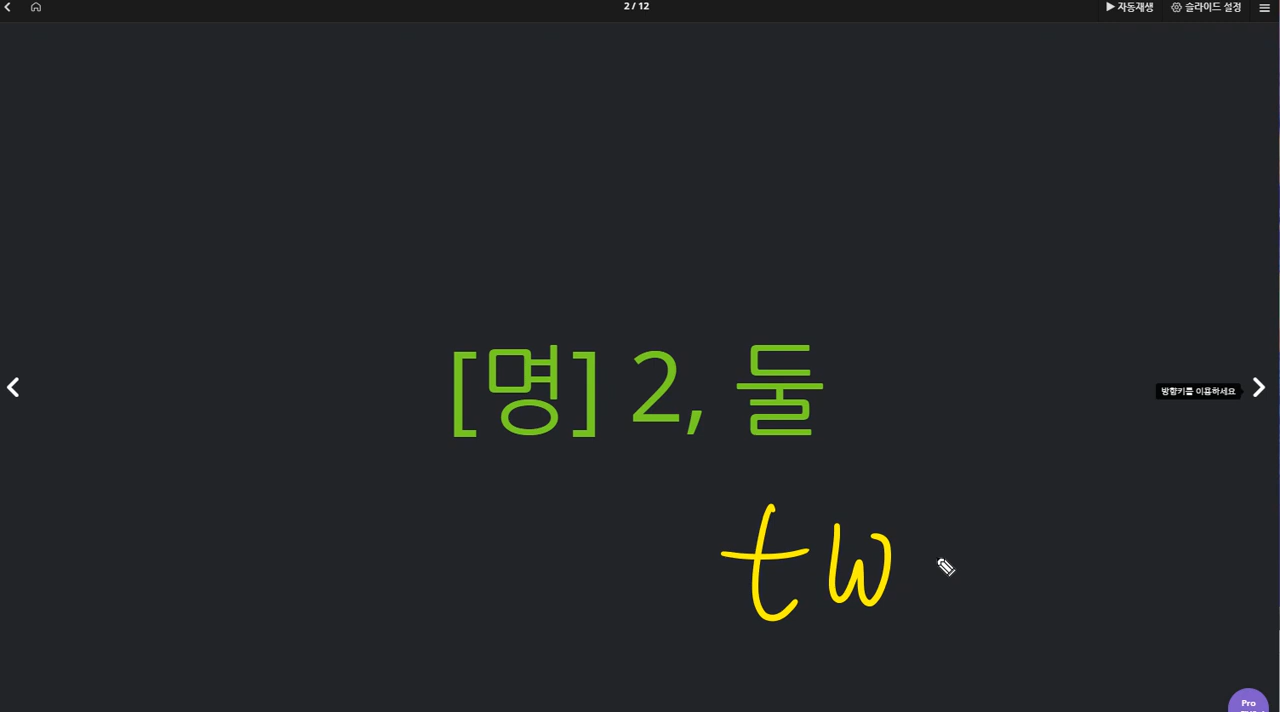 2 / 12
▶ 자동재생
슬라이드 설정
[명] 2, 둘
방향키를 이용하세요
tw
Pro